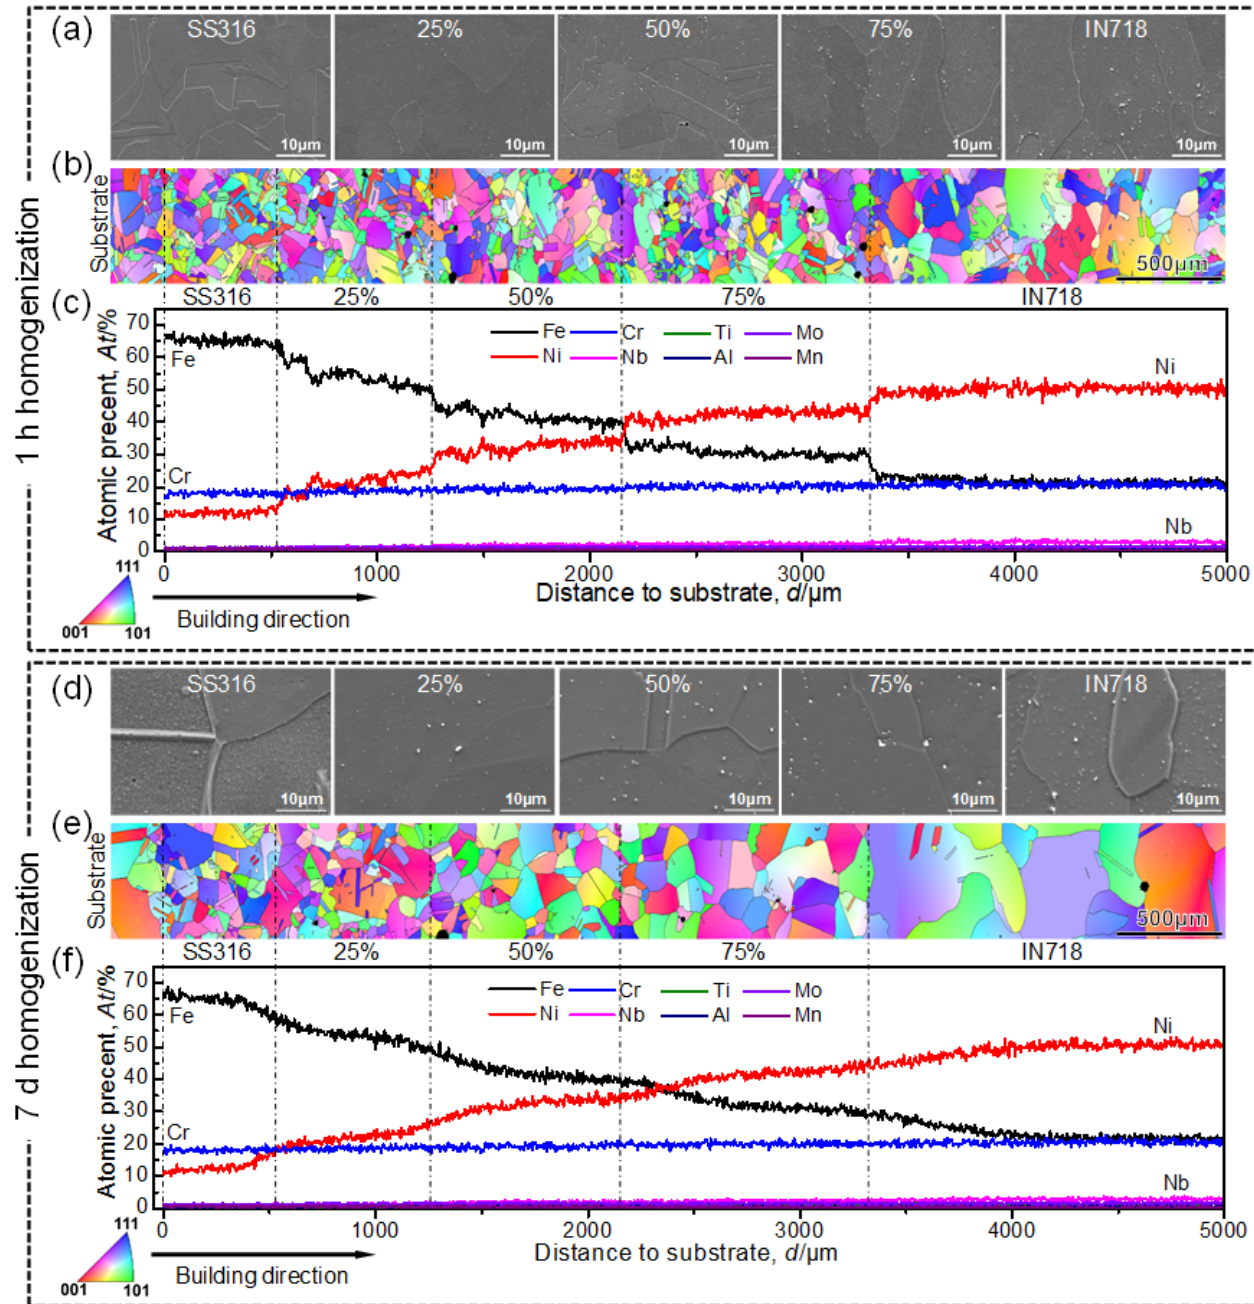 1 h homogenization
(a)
SS316 25% 50% 75% IN718
10μm 10μm 10μm 10μm 10μm
(b)
Substrate
500μm
SS316 25% 50% 75% IN718
(c)
Atomic precent, At/%
70
60
50
40
30
20
10
0
Fe Cr Ti Mo
Ni Nb Al Mn
Fe
Ni
Cr
Nb
0 1000 2000 3000 4000 5000
Distance to substrate, d/μm
111
001 101
Building direction
7 d homogenization
(d)
SS316 25% 50% 75% IN718
10μm 10μm 10μm 10μm 10μm
(e)
Substrate
500μm
SS316 25% 50% 75% IN718
(f)
Atomic precent, At/%
70
60
50
40
30
20
10
0
Fe Cr Ti Mo
Ni Nb Al Mn
Fe
Ni
Cr
Nb
0 1000 2000 3000 4000 5000
Distance to substrate, d/μm
111
001 101
Building direction